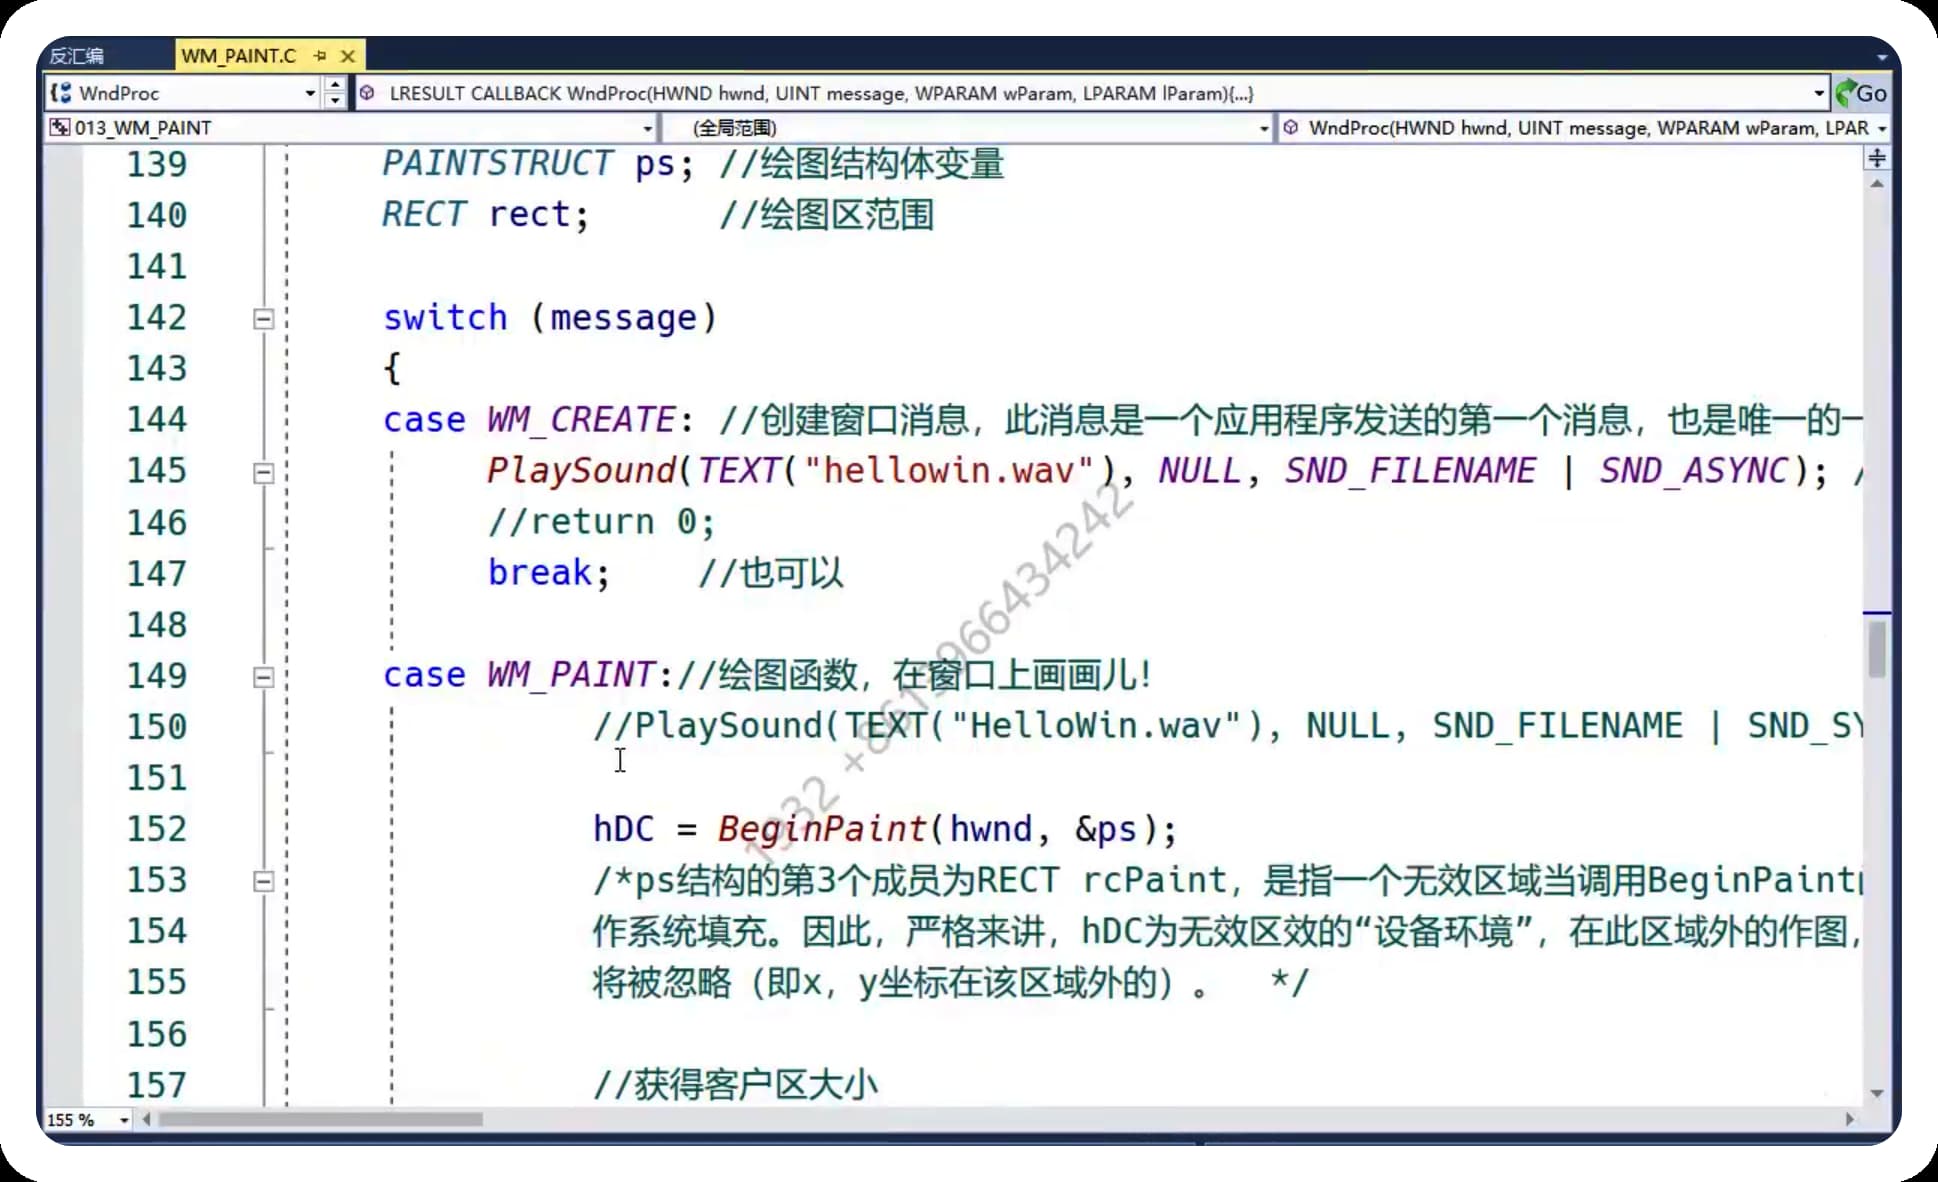 反汇编 WM_PAINT.C
WndProc LRESULT CALLBACK WndProc(HWND hwnd, UINT message, WPARAM wParam, LPARAM lParam){...} Go
013_WM_PAINT (全局范围) WndProc(HWND hwnd, UINT message, WPARAM wParam, LPAR
139 PAINTSTRUCT ps; //绘图结构体变量
140 RECT rect; //绘图区范围
141
142 switch (message)
143 {
144 case WM_CREATE: //创建窗口消息，此消息是一个应用程序发送的第一个消息，也是唯一的一
145 PlaySound(TEXT("hellowin.wav"), NULL, SND_FILENAME | SND_ASYNC); /
146 //return 0;
147 break; //也可以
148
149 case WM_PAINT://绘图函数，在窗口上画画儿！
150 //PlaySound(TEXT("HelloWin.wav"), NULL, SND_FILENAME | SND_SY
151
152 hDC = BeginPaint(hwnd, &ps);
153 /*ps结构的第3个成员为RECT rcPaint，是指一个无效区域当调用BeginPaint
154 作系统填充。因此，严格来讲，hDC为无效区效的“设备环境”，在此区域外的作图，
155 将被忽略（即x，y坐标在该区域外的）。 */
156
157 //获得客户区大小
155 %
1932 +8613966434242